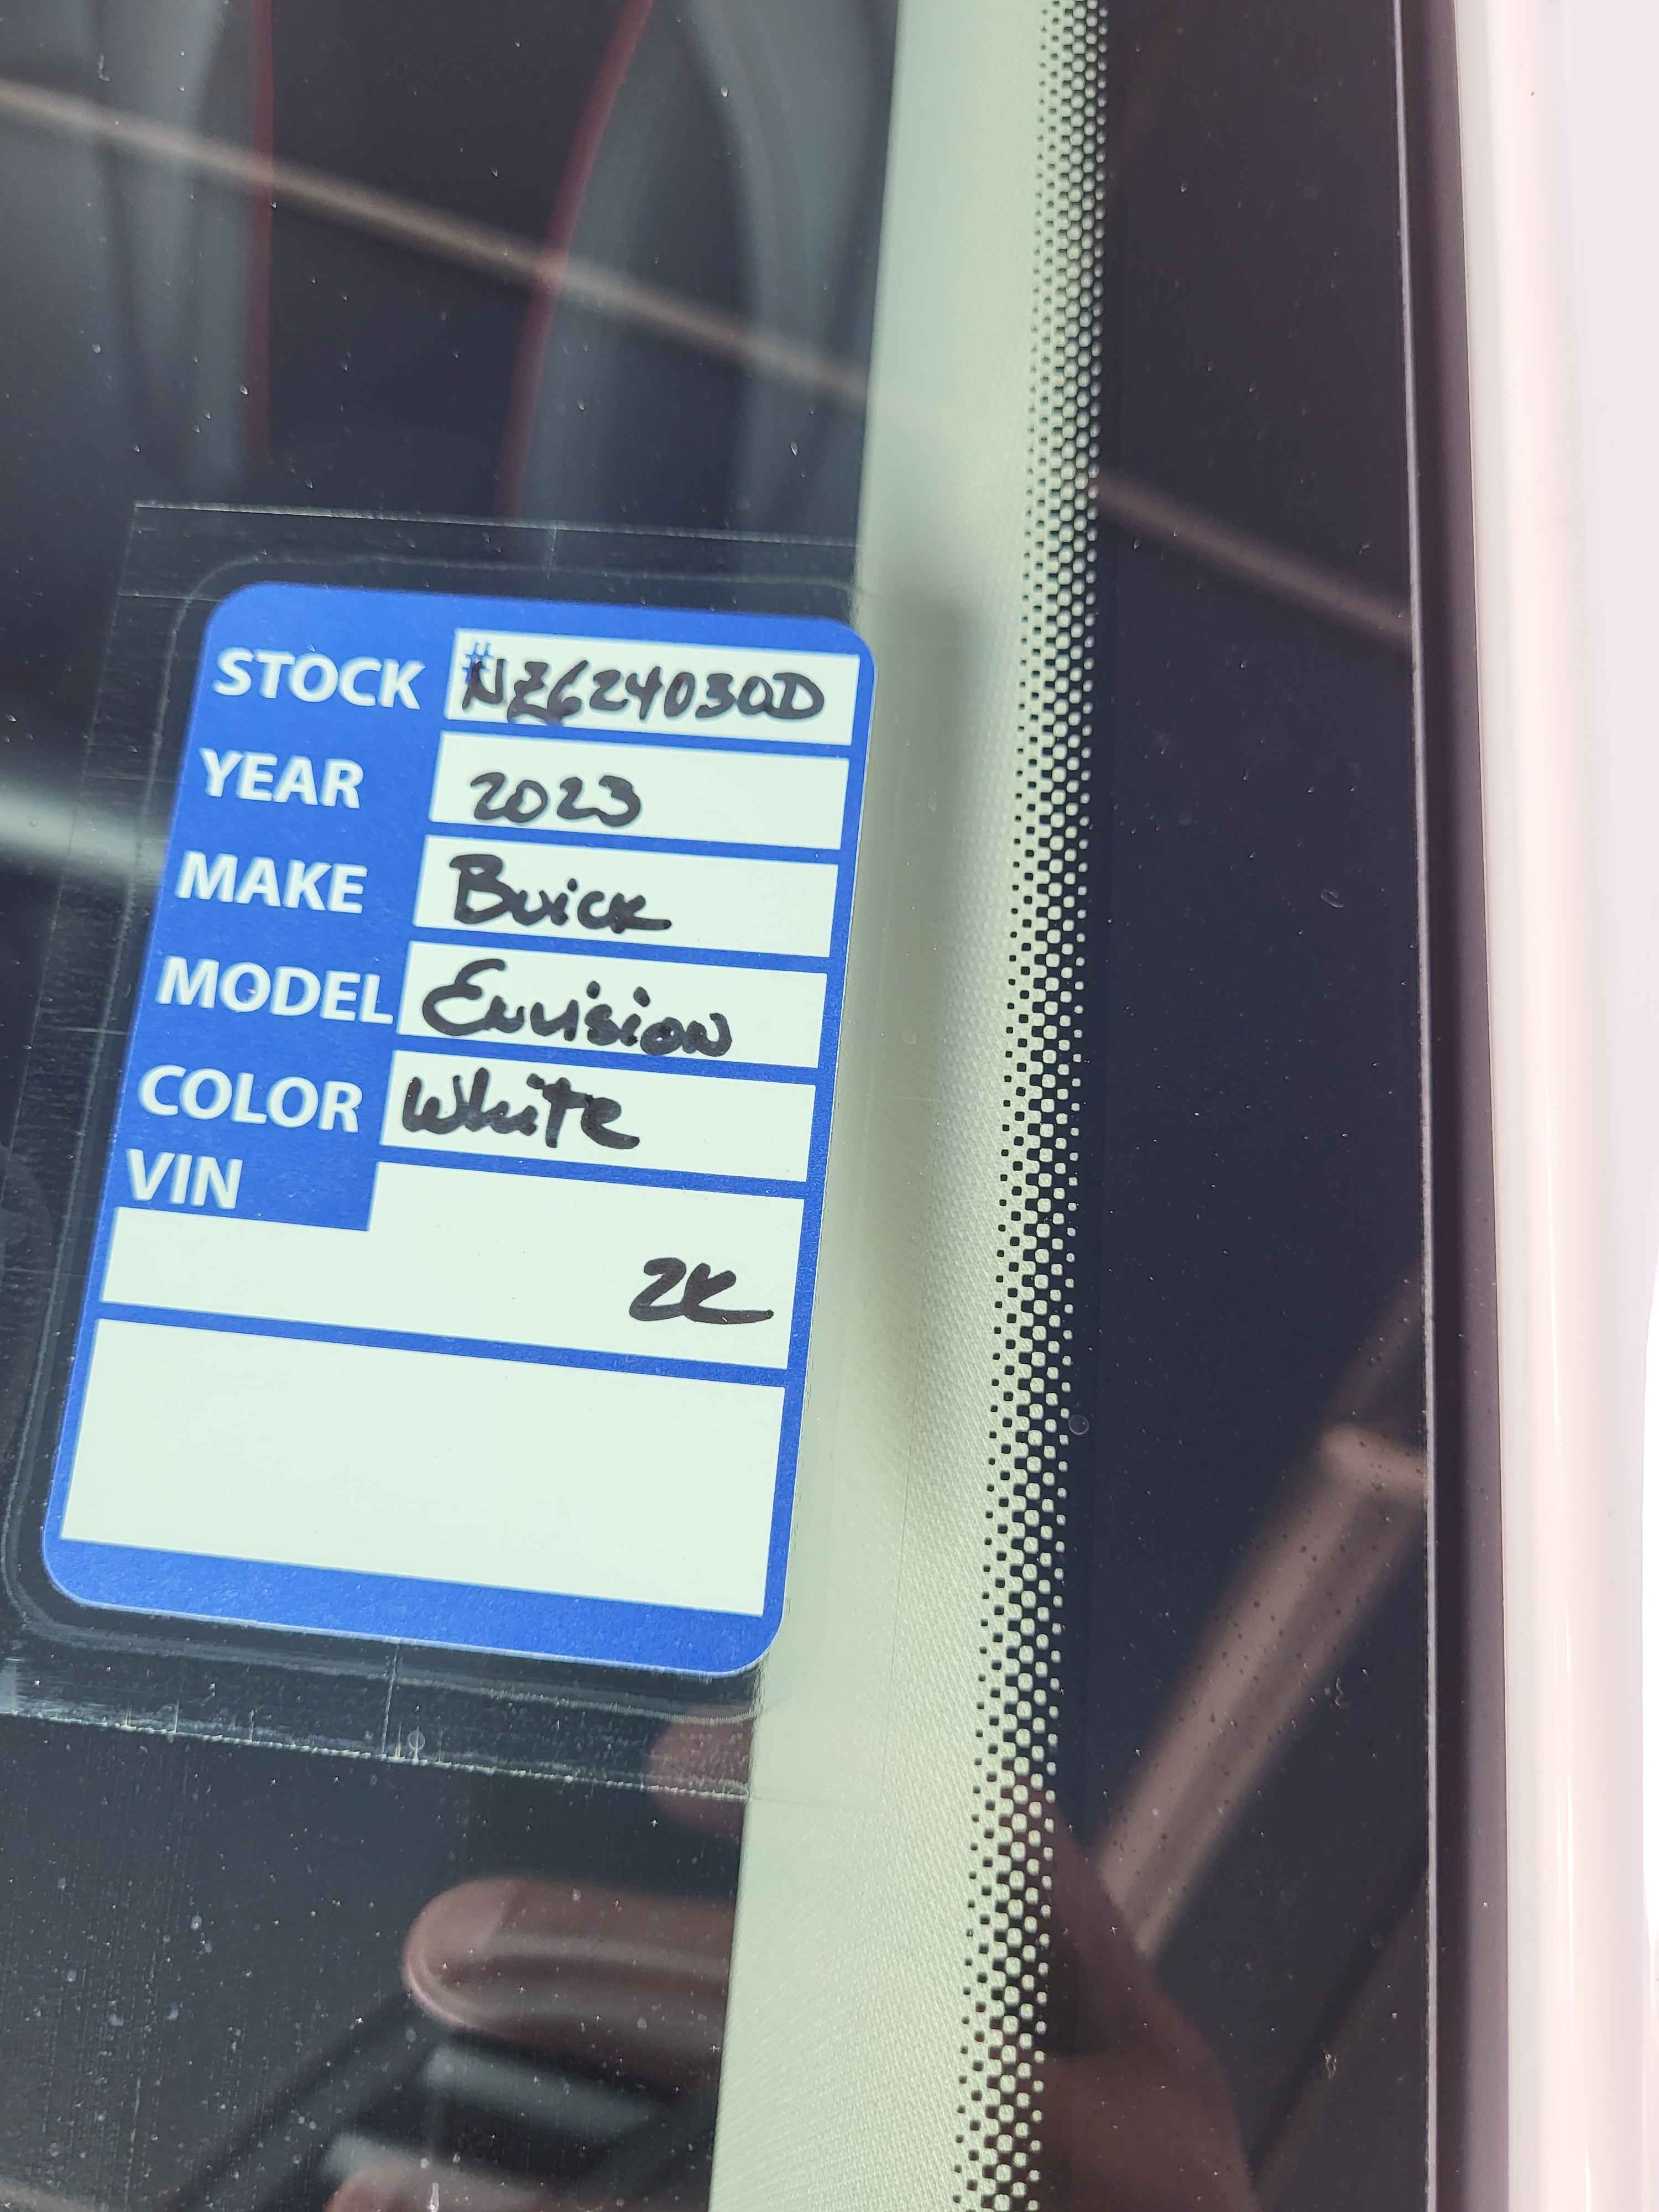 STOCK #NZ624030D
YEAR 2023
MAKE Buick
MODEL Envision
COLOR White
VIN
2K